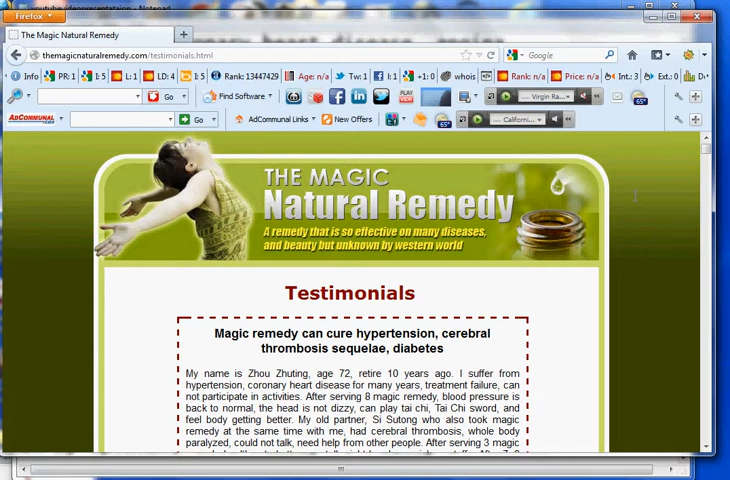 youtubevideopresentataion - Notepad
Firefox
The Magic Natural Remedy
themagicnaturalremedy.com/testimonials.html
Google
Info PR: 1 I: 5 L: 1 LD: 4 I: 5 Rank: 13447429 Age: n/a Tw: 1 I: 1 +1: 0 whois Rank: n/a Price: n/a Int.: 3 Ext.: 0
Go Find Software PLAY VIEW Virgin Ra...
ADCOMMUNAL Go AdCommunal Links New Offers 65° Californi...
THE MAGIC
Natural Remedy
A remedy that is so effective on many diseases,
and beauty but unknown by western world
Testimonials
Magic remedy can cure hypertension, cerebral
thrombosis sequelae, diabetes
My name is Zhou Zhuting, age 72, retire 10 years ago. I suffer from
hypertension, coronary heart disease for many years, treatment failure, can
not participate in activities. After serving 8 magic remedy, blood pressure is
back to normal, the head is not dizzy, can play tai chi, Tai Chi sword, and
feel body getting better. My old partner, Si Sutong who also took magic
remedy at the same time with me, had cerebral thrombosis, whole body
paralyzed, could not talk, need help from other people. After serving 3 magic